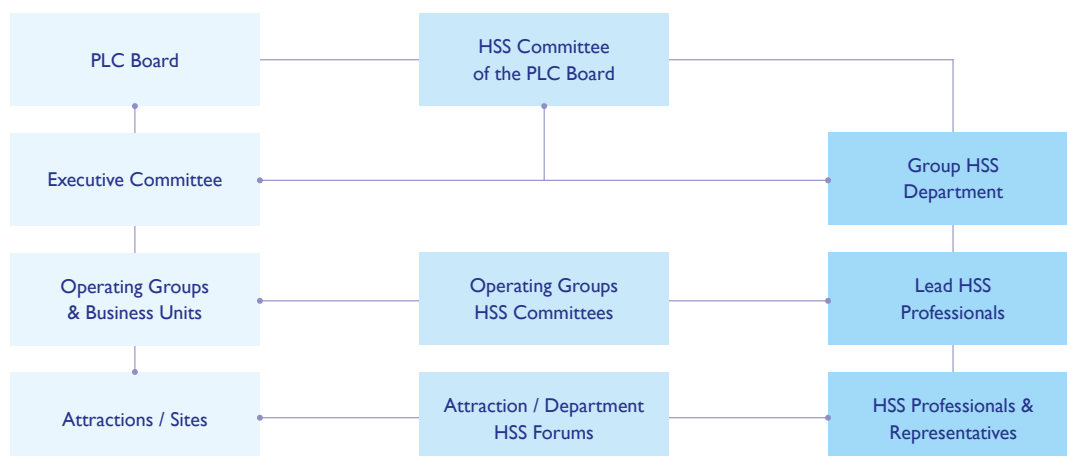 PLC Board
HSS Committee
of the PLC Board
Executive Committee
Group HSS
Department
Operating Groups
& Business Units
Operating Groups
HSS Committees
Lead HSS
Professionals
Attractions / Sites
Attraction / Department
HSS Forums
HSS Professionals &
Representatives